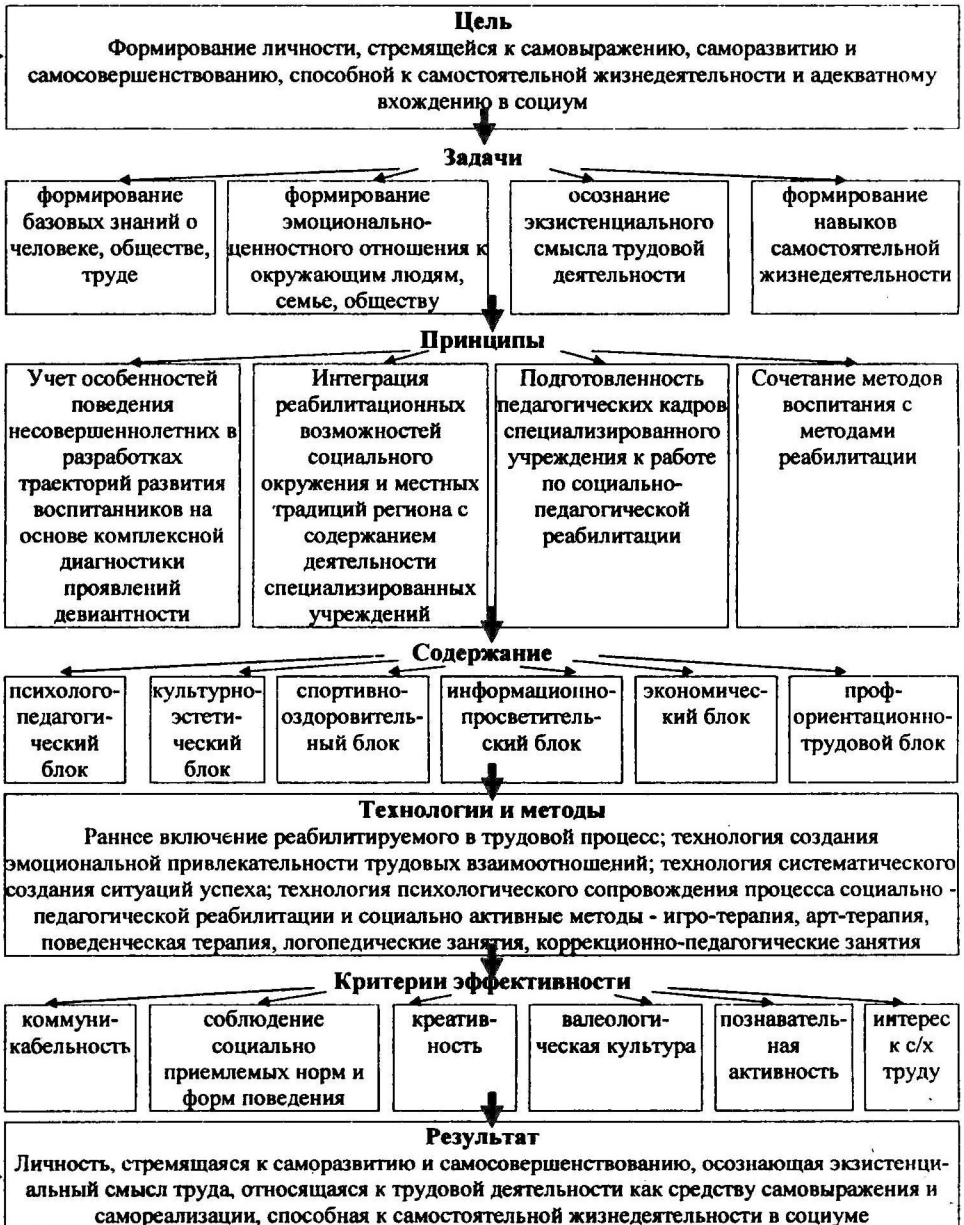 Цель
Формирование личности, стремящейся к самовыражению, саморазвитию и
самосовершенствованию, способной к самостоятельной жизнедеятельности и адекватному
вхождению в социум
Задачи
формирование
базовых знаний о
человеке, обществе,
труде
формирование
эмоционально-
ценностного отношения к
окружающим людям,
семье, обществу
осознание
экзистенциального
смысла трудовой
деятельности
формирование
навыков
самостоятельной
жизнедеятельности
Принципы
Учет особенностей
поведения
несовершеннолетних в
разработках
траекторий развития
воспитанников на
основе комплексной
диагностики
проявлений
девиантности
Интеграция
реабилитационных
возможностей
социального
окружения и местных
традиций региона с
содержанием
деятельности
специализированных
учреждений
Подготовленность
педагогических кадров
специализированного
учреждения к работе
по социально-
педагогической
реабилитации
Сочетание методов
воспитания с
методами
реабилитации
Содержание
психолого-
педагоги-
ческий
блок
культурно-
эстети-
ческий
блок
спортивно-
оздоровитель-
ный блок
информационно-
просветитель-
ский блок
экономичес-
кий блок
проф-
ориентационно-
трудовой блок
Технологии и методы
Раннее включение реабилитируемого в трудовой процесс; технология создания
эмоциональной привлекательности трудовых взаимоотношений; технология систематического
создания ситуаций успеха; технология психологического сопровождения процесса социально -
педагогической реабилитации и социально активные методы - игро-терапия, арт-терапия,
поведенческая терапия, логопедические занятия, коррекционно-педагогические занятия
Критерии эффективности
коммуни-
кабельность
соблюдение
социально
приемлемых норм и
форм поведения
креатив-
ность
валеологи-
ческая культура
познаватель-
ная
активность
интерес
к с/х
труду
Результат
Личность, стремящаяся к саморазвитию и самосовершенствованию, осознающая экзистенци-
альный смысл труда, относящаяся к трудовой деятельности как средству самовыражения и
самореализации, способная к самостоятельной жизнедеятельности в социуме